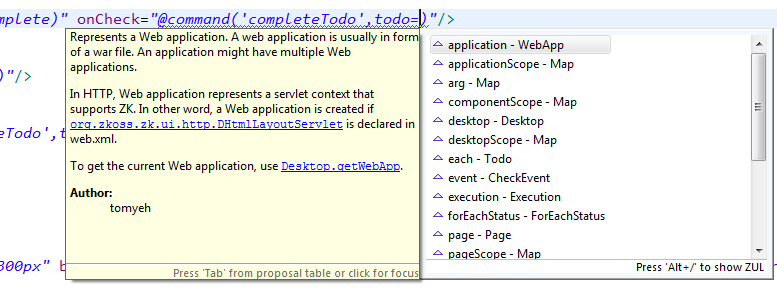 mplete)" onCheck="@command('completeTodo',todo=)"/>
Represents a Web application. A web application is usually in form
of a war file. An application might have multiple Web
applications.
)"/>
In HTTP, Web application represents a servlet context that
supports ZK. In other word, a Web application is created if
org.zkoss.zk.ui.http.DHtmlLayoutServlet is declared in
web.xml.
eTodo',t
To get the current Web application, use Desktop.getWebApp.
Author:
tomyeh
300px" b
Press 'Tab' from proposal table or click for focus
application - WebApp
applicationScope - Map
arg - Map
componentScope - Map
desktop - Desktop
desktopScope - Map
each - Todo
event - CheckEvent
execution - Execution
forEachStatus - ForEachStatus
page - Page
pageScope - Map
Press 'Alt+/' to show ZUL